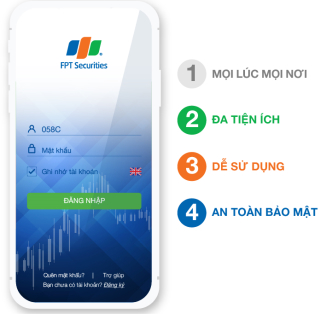 FPT Securities
058C
Mật khẩu
Ghi nhớ tài khoản
ĐĂNG NHẬP
Quên mật khẩu? | Trợ giúp
Bạn chưa có tài khoản? Đăng ký
1 MỌI LÚC MỌI NƠI
2 ĐA TIỆN ÍCH
3 DỄ SỬ DỤNG
4 AN TOÀN BẢO MẬT